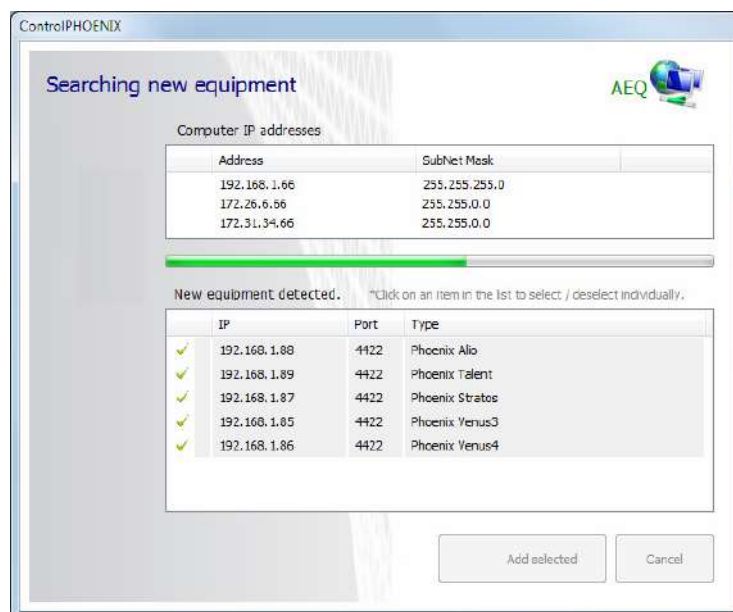 ControlPHOENIX
Searching new equipment
AEQ
Computer IP addresses
Address SubNet Mask
192.168.1.66 255.255.255.0
172.26.6.66 255.255.0.0
172.31.34.66 255.255.0.0
New equipment detected. *Click on an item in the list to select / deselect individually.
IP Port Type
192.168.1.88 4422 Phoenix Alio
192.168.1.89 4422 Phoenix Talent
192.168.1.87 4422 Phoenix Stratos
192.168.1.85 4422 Phoenix Venus3
192.168.1.86 4422 Phoenix Venus4
Add selected Cancel